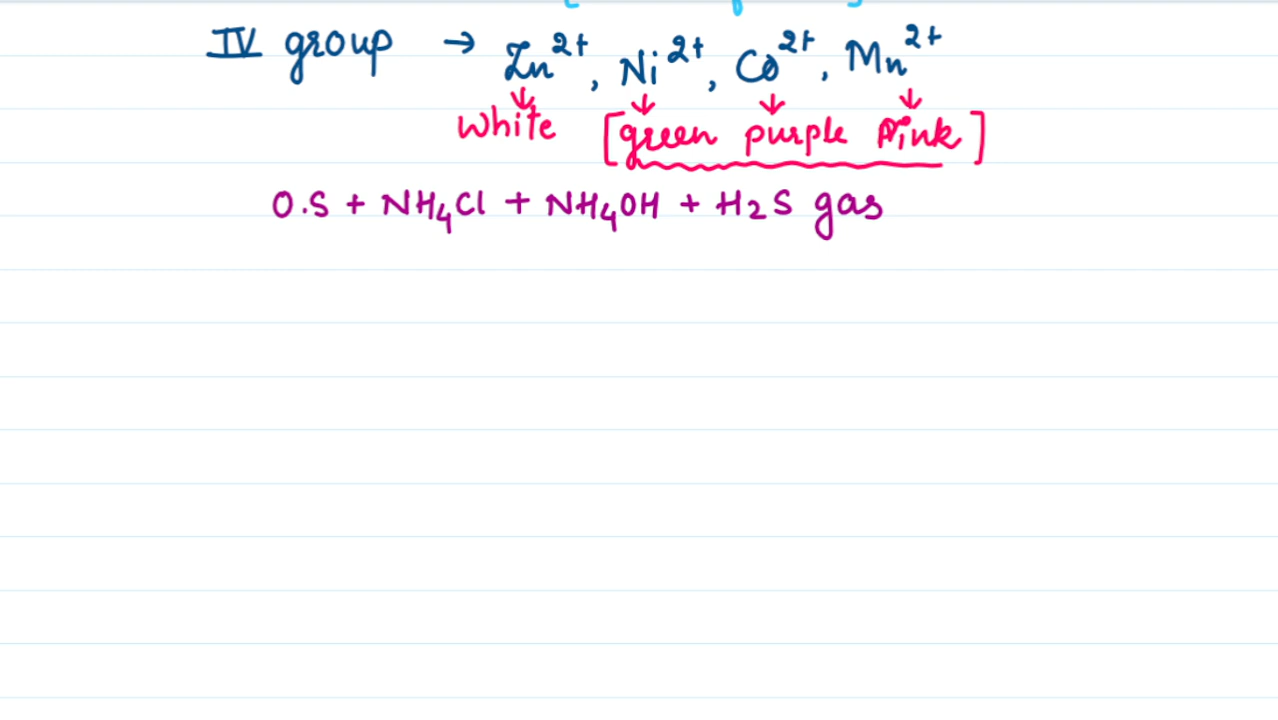 IV group → Zn²⁺, Ni²⁺, Co²⁺, Mn²⁺
↓ ↓ ↓ ↓
White [green purple Pink]
O.S + NH₄Cl + NH₄OH + H₂S gas